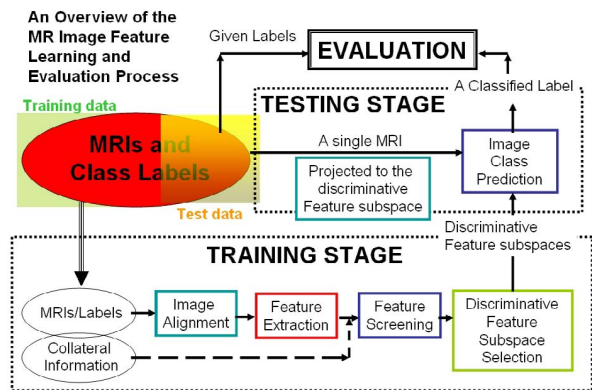 An Overview of the
MR Image Feature
Learning and
Evaluation Process
Given Labels
EVALUATION
A Classified Label
Training data
TESTING STAGE
MRIs and
Class Labels
A single MRI
Image
Class
Prediction
Projected to the
discriminative
Feature subspace
Test data
Discriminative
Feature subspaces
TRAINING STAGE
MRIs/Labels
Image
Alignment
Feature
Extraction
Feature
Screening
Discriminative
Feature
Subspace
Selection
Collateral
Information